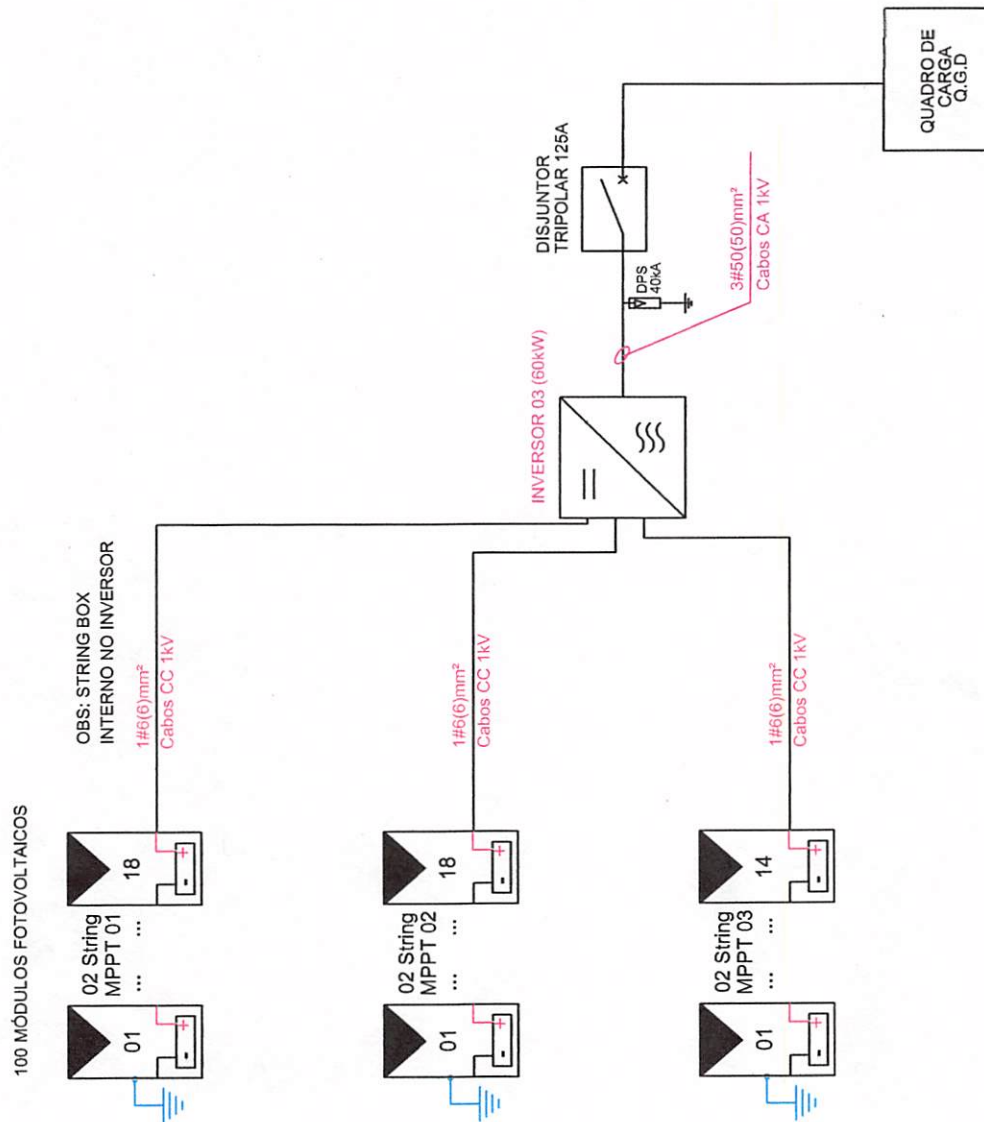 100 MÓDULOS FOTOVOLTAICOS
OBS: STRING BOX
INTERNO NO INVERSOR
01
02 String
MPPT 01
... ...
18
+
-
+
-
1#6(6)mm²
Cabos CC 1kV
01
02 String
MPPT 02
... ...
18
+
-
+
-
1#6(6)mm²
Cabos CC 1kV
01
02 String
MPPT 03
... ...
14
+
-
+
-
1#6(6)mm²
Cabos CC 1kV
INVERSOR 03 (60kW)
DPS
40kA
3#50(50)mm²
Cabos CA 1kV
DISJUNTOR
TRIPOLAR 125A
QUADRO DE
CARGA
Q.G.D